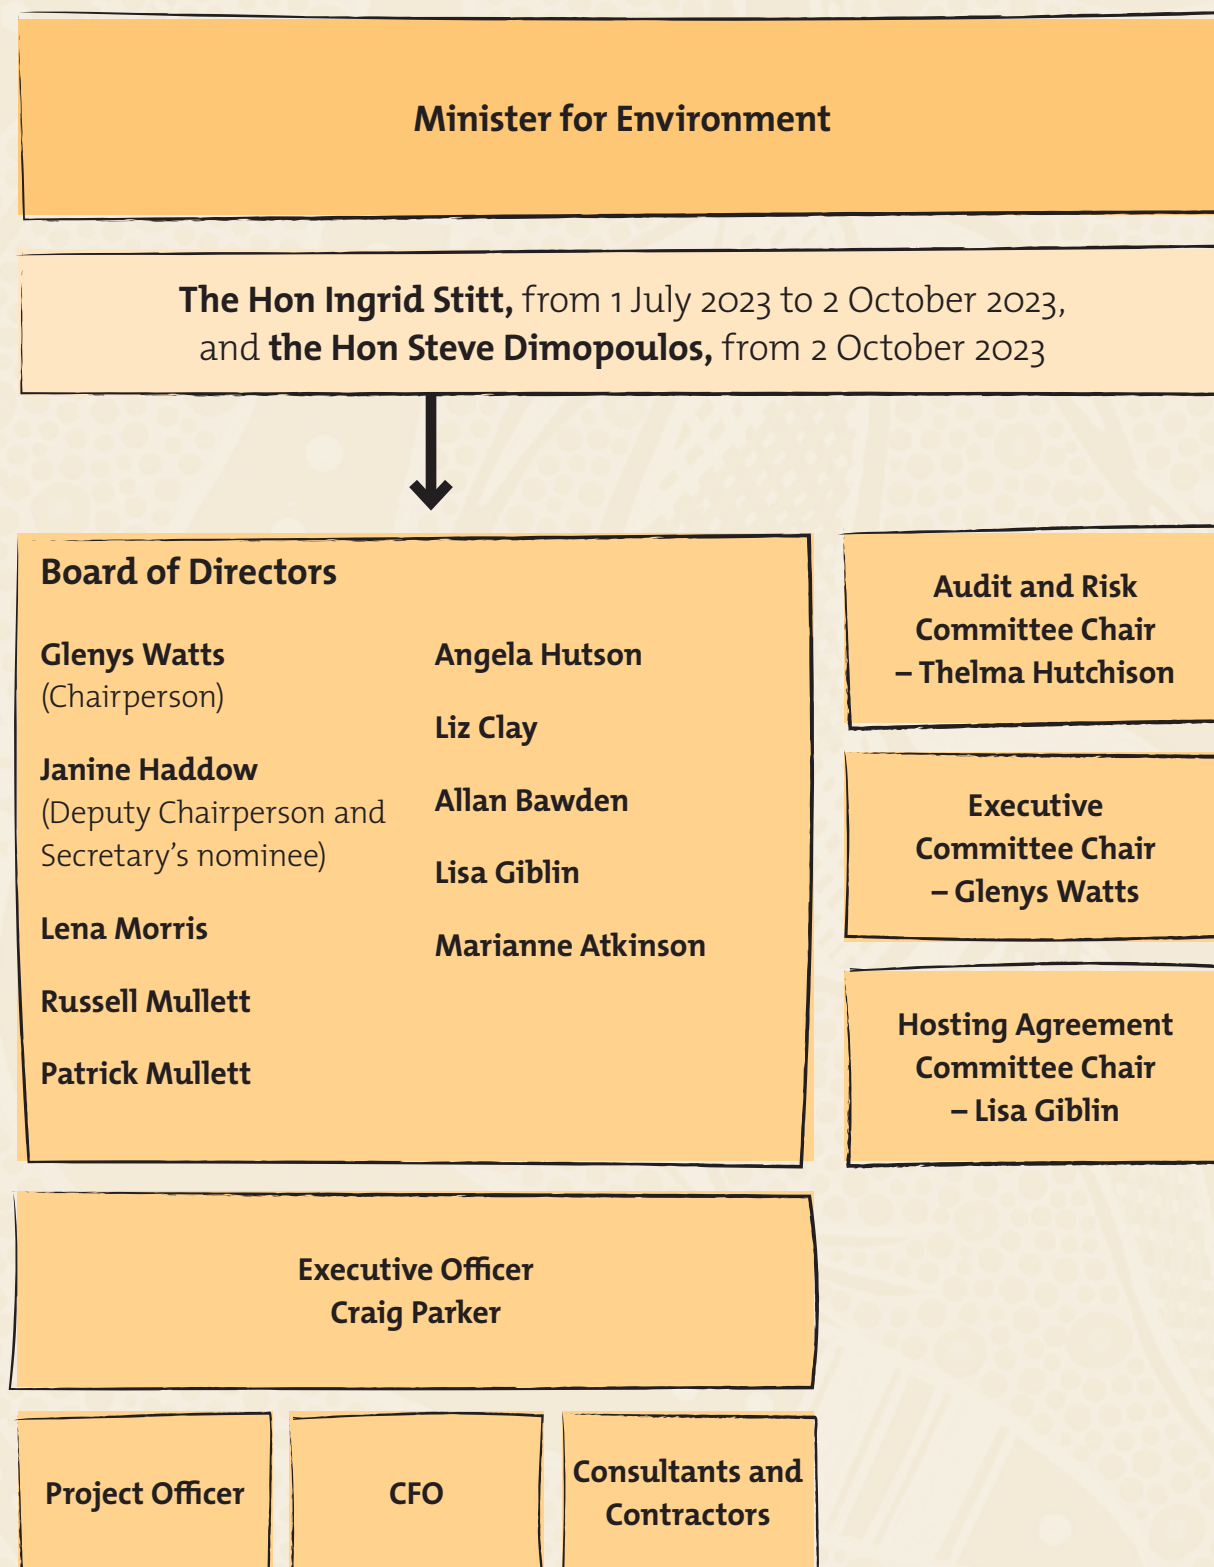 Minister for Environment
The Hon Ingrid Stitt, from 1 July 2023 to 2 October 2023,
and the Hon Steve Dimopoulos, from 2 October 2023
Board of Directors
Glenys Watts
(Chairperson)
Janine Haddow
(Deputy Chairperson and
Secretary’s nominee)
Lena Morris
Russell Mullett
Patrick Mullett
Angela Hutson
Liz Clay
Allan Bawden
Lisa Giblin
Marianne Atkinson
Audit and Risk
Committee Chair
– Thelma Hutchison
Executive
Committee Chair
– Glenys Watts
Hosting Agreement
Committee Chair
– Lisa Giblin
Executive Officer
Craig Parker
Project Officer
CFO
Consultants and
Contractors